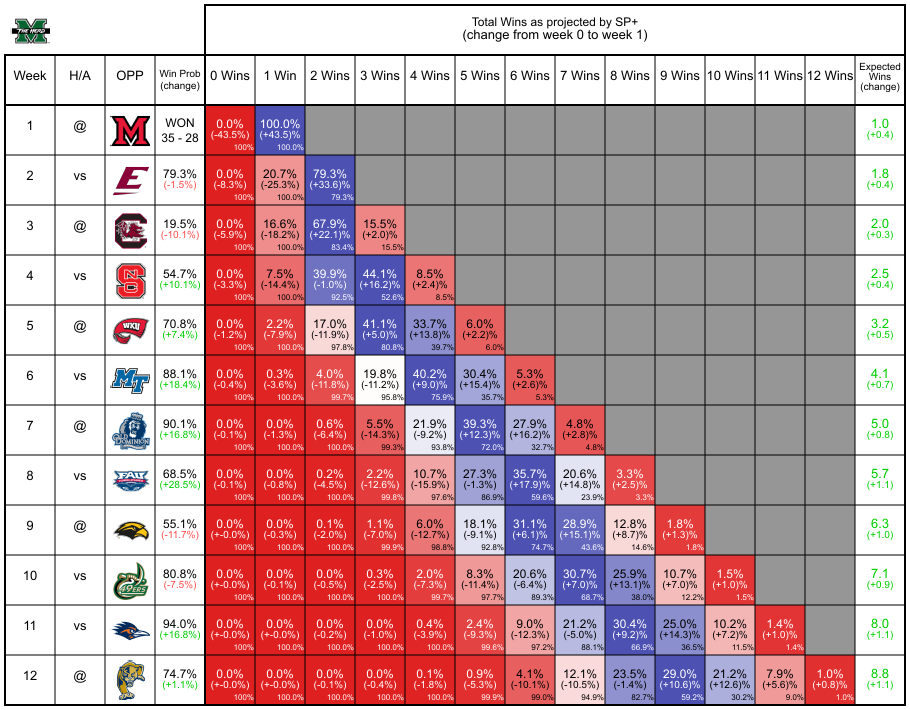 THE HERD
Total Wins as projected by SP+
(change from week 0 to week 1)
Week H/A OPP Win Prob (change) 0 Wins 1 Win 2 Wins 3 Wins 4 Wins 5 Wins 6 Wins 7 Wins 8 Wins 9 Wins 10 Wins 11 Wins 12 Wins Expected Wins (change)
1 @ M WON 0.0% 100.0% 1.0
35 - 28 (-43.5%) (+43.5)% (+0.4)
100% 100.0%
2 vs E 79.3% 0.0% 20.7% 79.3% 1.8
(-1.5%) (-8.3%) (-25.3%) (+33.6)% (+0.4)
100% 100.0% 79.3%
3 @ C 19.5% 0.0% 16.6% 67.9% 15.5% 2.0
(-10.1%) (-5.9%) (-18.2%) (+22.1)% (+2.0)% (+0.3)
100% 100.0% 83.4% 15.5%
4 vs NCS 54.7% 0.0% 7.5% 39.9% 44.1% 8.5% 2.5
(+10.1%) (-3.3%) (-14.4%) (-1.0%) (+16.2)% (+2.4)% (+0.4)
100% 100.0% 92.5% 52.6% 8.5%
5 @ WKU 70.8% 0.0% 2.2% 17.0% 41.1% 33.7% 6.0% 3.2
(+7.4%) (-1.2%) (-7.9%) (-11.9%) (+5.0)% (+13.8)% (+2.2)% (+0.5)
100% 100.0% 97.8% 80.8% 39.7% 6.0%
6 vs MT 88.1% 0.0% 0.3% 4.0% 19.8% 40.2% 30.4% 5.3% 4.1
(+18.4%) (-0.4%) (-3.6%) (-11.8%) (-11.2%) (+9.0)% (+15.4)% (+2.6)% (+0.7)
100% 100.0% 99.7% 95.8% 75.9% 35.7% 5.3%
7 @ OLD DOMINION 90.1% 0.0% 0.0% 0.6% 5.5% 21.9% 39.3% 27.9% 4.8% 5.0
(+16.8%) (-0.1%) (-1.3%) (-6.4%) (-14.3%) (-9.2%) (+12.3)% (+16.2)% (+2.8)% (+0.8)
100% 100.0% 100.0% 99.3% 93.8% 72.0% 32.7% 4.8%
8 vs FAU 68.5% 0.0% 0.0% 0.2% 2.2% 10.7% 27.3% 35.7% 20.6% 3.3% 5.7
(+28.5%) (-0.1%) (-0.8%) (-4.5%) (-12.6%) (-15.9%) (-1.3%) (+17.9)% (+14.8)% (+2.5)% (+1.1)
100% 100.0% 100.0% 99.8% 97.6% 86.9% 59.6% 23.9% 3.3%
9 @ 55.1% 0.0% 0.0% 0.1% 1.1% 6.0% 18.1% 31.1% 28.9% 12.8% 1.8% 6.3
(-11.7%) (+-0.0%) (-0.3%) (-2.0%) (-7.0%) (-12.7%) (-9.1%) (+6.1)% (+15.1)% (+8.7)% (+1.3)% (+1.0)
100% 100.0% 100.0% 99.9% 98.8% 92.8% 74.7% 43.6% 14.6% 1.8%
10 vs C 49ERS 80.8% 0.0% 0.0% 0.0% 0.3% 2.0% 8.3% 20.6% 30.7% 25.9% 10.7% 1.5% 7.1
(-7.5%) (+-0.0%) (-0.1%) (-0.5%) (-2.5%) (-7.3%) (-11.4%) (-6.4%) (+7.0)% (+13.1)% (+7.0)% (+1.0)% (+0.9)
100% 100.0% 100.0% 100.0% 99.7% 97.7% 89.3% 68.7% 38.0% 12.2% 1.5%
11 vs 94.0% 0.0% 0.0% 0.0% 0.0% 0.4% 2.4% 9.0% 21.2% 30.4% 25.0% 10.2% 1.4% 8.0
(+16.8%) (+-0.0%) (+-0.0%) (-0.2%) (-1.0%) (-3.9%) (-9.3%) (-12.3%) (-5.0%) (+9.2)% (+14.3)% (+7.2)% (+1.0)% (+1.1)
100% 100.0% 100.0% 100.0% 100.0% 99.6% 97.2% 88.1% 66.9% 36.5% 11.5% 1.4%
12 @ 74.7% 0.0% 0.0% 0.0% 0.0% 0.1% 0.9% 4.1% 12.1% 23.5% 29.0% 21.2% 7.9% 1.0% 8.8
(+1.1%) (+-0.0%) (+-0.0%) (-0.1%) (-0.4%) (-1.8%) (-5.3%) (-10.1%) (-10.5%) (-1.4%) (+10.6)% (+12.6)% (+5.6)% (+0.8)% (+1.1)
100% 100.0% 100.0% 100.0% 100.0% 99.9% 99.0% 94.9% 82.7% 59.2% 30.2% 9.0% 1.0%